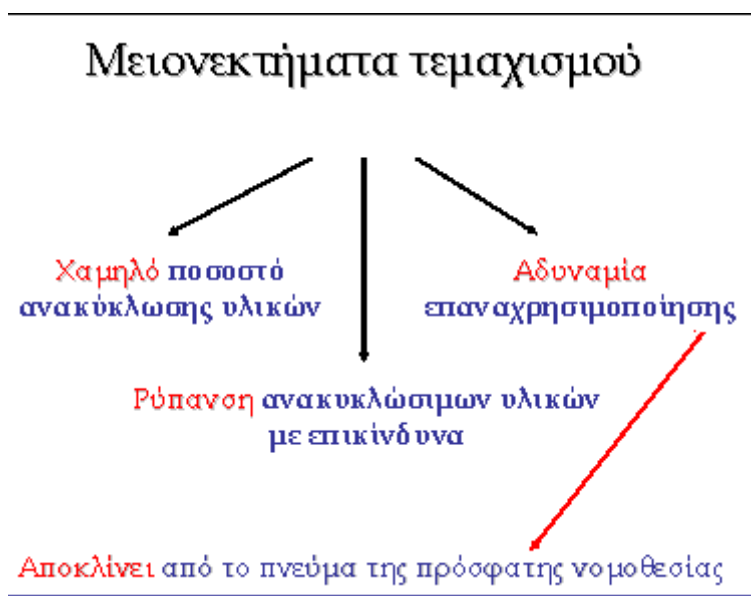 Μειονεκτήματα τεμαχισμού
Χαμηλό ποσοστό
ανακύκλωσης υλικών
Αδυναμία
επαναχρησιμοποίησης
Ρύπανση ανακυκλώσιμων υλικών
με επικίνδυνα
Αποκλίνει από το πνεύμα της πρόσφατης νομοθεσίας